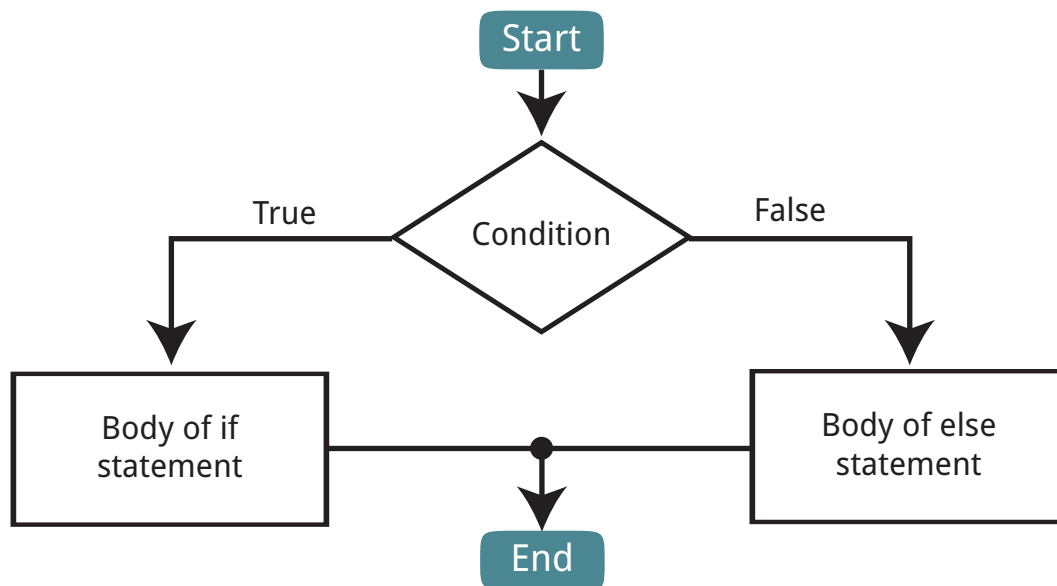 Start
True
Condition
False
Body of if
statement
Body of else
statement
End